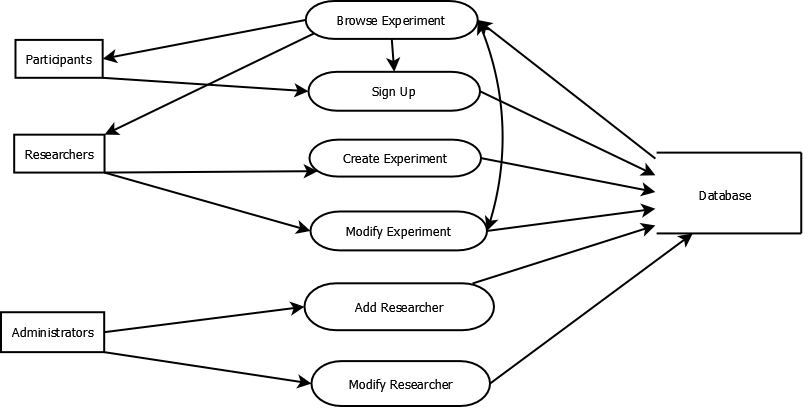 Browse Experiment
Participants
Sign Up
Researchers
Create Experiment
Database
Modify Experiment
Add Researcher
Administrators
Modify Researcher